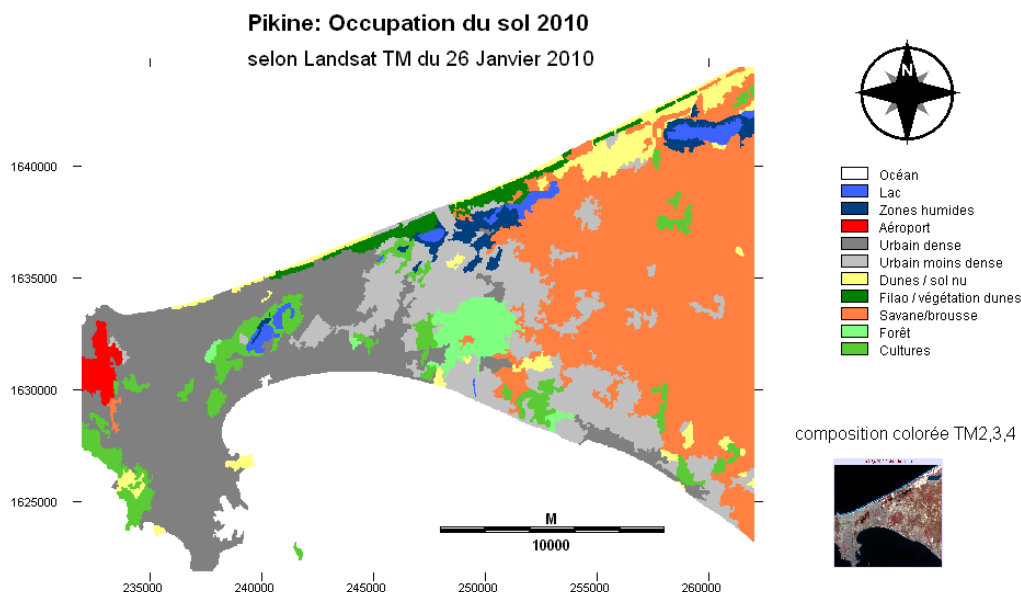 Pikine: Occupation du sol 2010
selon Landsat TM du 26 Janvier 2010
N
1640000
1635000
1630000
1625000
235000
240000
245000
250000
255000
260000
M
10000
Océan
Lac
Zones humides
Aéroport
Urbain dense
Urbain moins dense
Dunes / sol nu
Filao / végétation dunes
Savane/brousse
Forêt
Cultures
composition colorée TM2,3,4